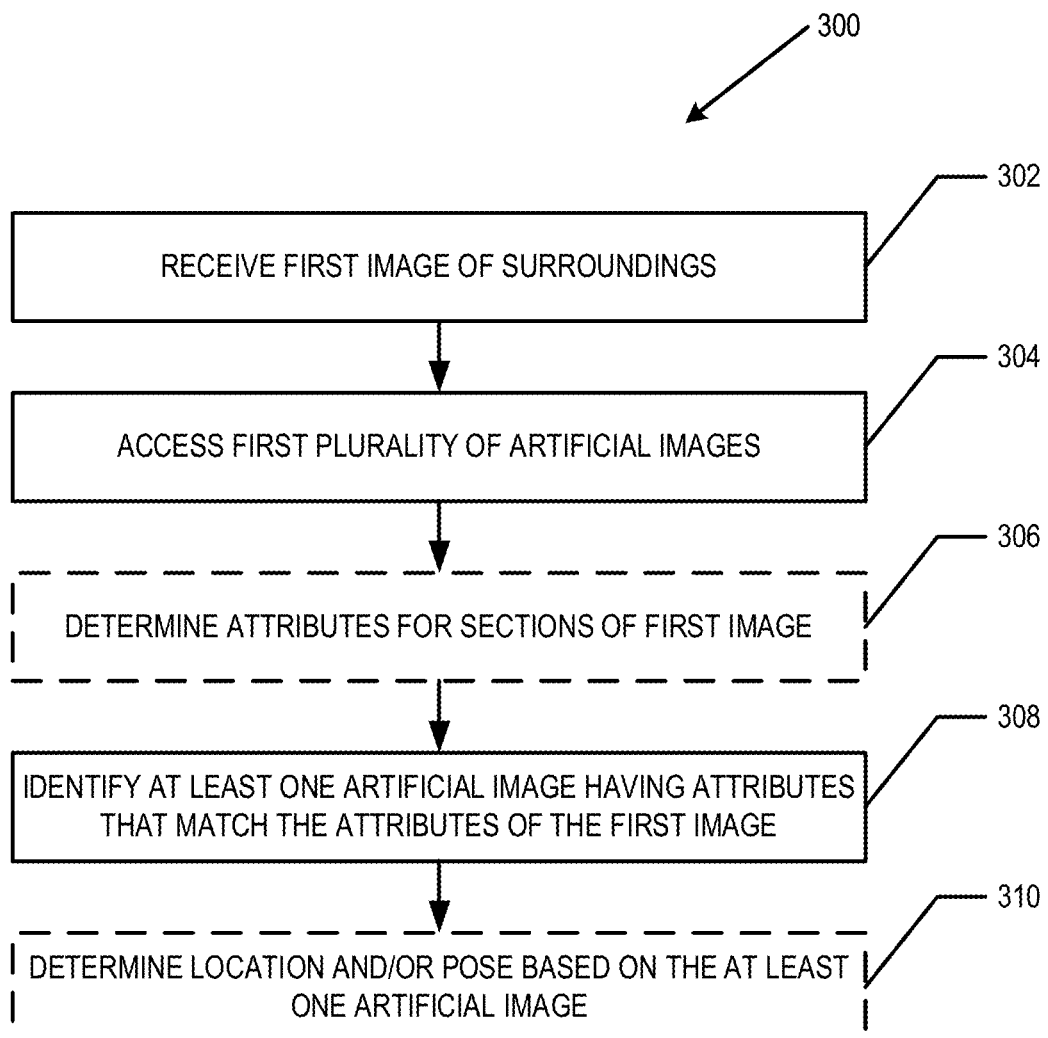 300
302
RECEIVE FIRST IMAGE OF SURROUNDINGS
304
ACCESS FIRST PLURALITY OF ARTIFICIAL IMAGES
306
DETERMINE ATTRIBUTES FOR SECTIONS OF FIRST IMAGE
308
IDENTIFY AT LEAST ONE ARTIFICIAL IMAGE HAVING ATTRIBUTES
THAT MATCH THE ATTRIBUTES OF THE FIRST IMAGE
310
DETERMINE LOCATION AND/OR POSE BASED ON THE AT LEAST
ONE ARTIFICIAL IMAGE